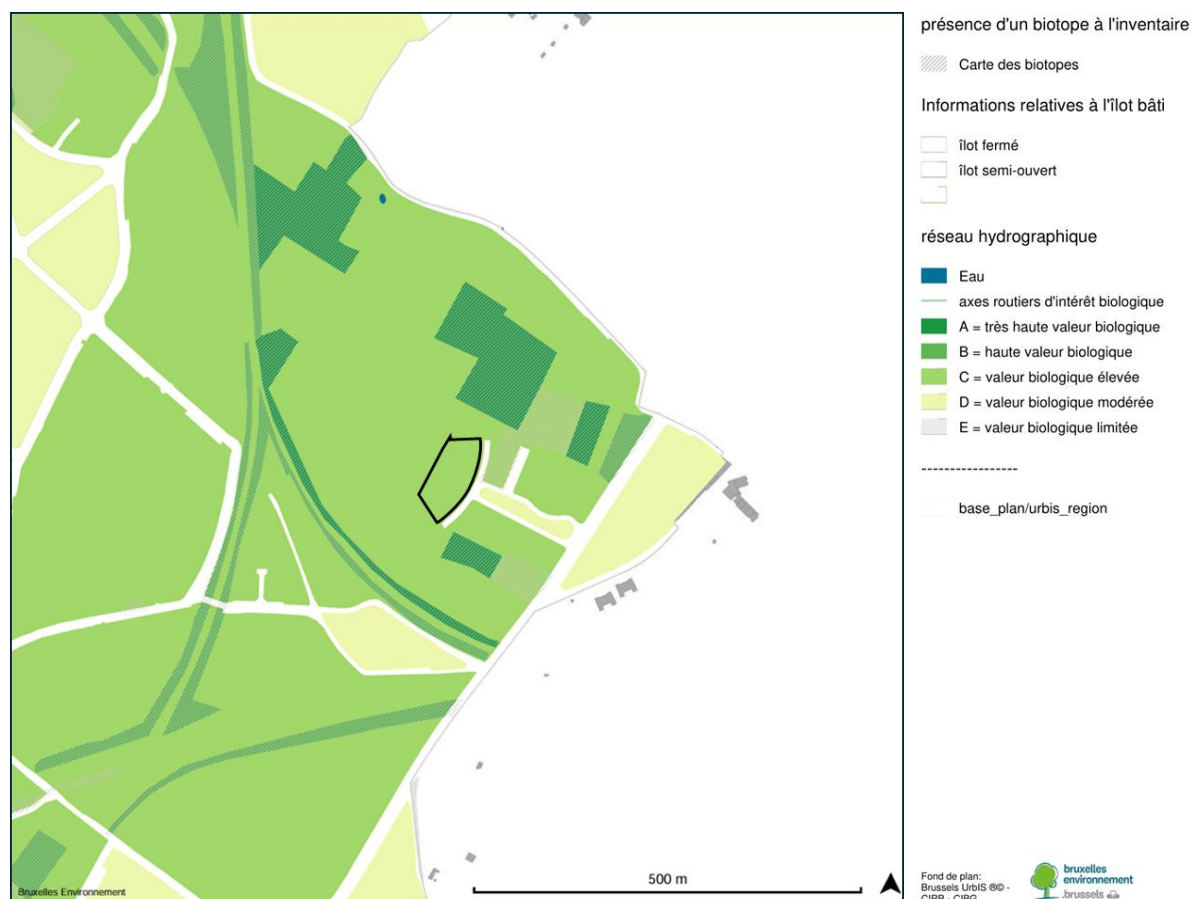 présence d'un biotope à l'inventaire
Carte des biotopes
Informations relatives à l'îlot bâti
îlot fermé
îlot semi-ouvert
réseau hydrographique
Eau
axes routiers d'intérêt biologique
A = très haute valeur biologique
B = haute valeur biologique
C = valeur biologique élevée
D = valeur biologique modérée
E = valeur biologique limitée
-----------------
base_plan/urbis_region
500 m
Bruxelles Environnement
Fond de plan:
Brussels UrbIS ®© -
CIRB - CIBG
bruxelles
environnement
.brussels